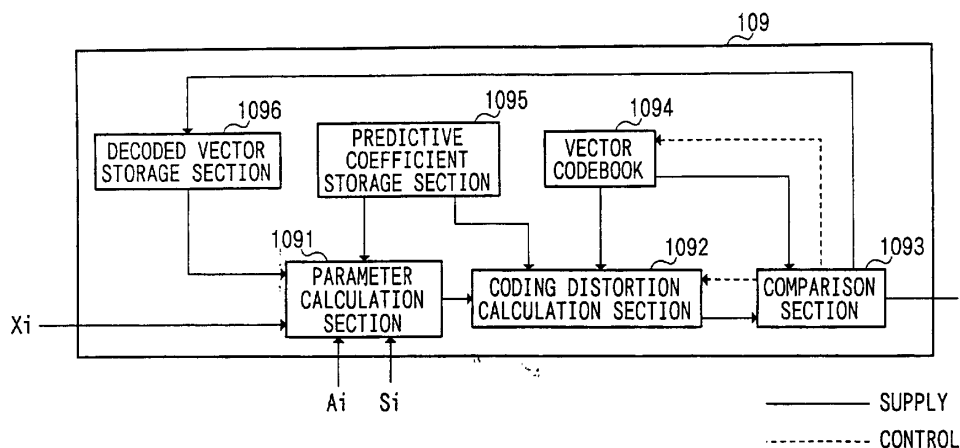 109
1096
DECODED VECTOR
STORAGE SECTION
1095
PREDICTIVE
COEFFICIENT
STORAGE SECTION
1094
VECTOR
CODEBOOK
1091
PARAMETER
CALCULATION
SECTION
1092
CODING DISTORTION
CALCULATION SECTION
1093
COMPARISON
SECTION
Xi
Ai
Si
SUPPLY
CONTROL